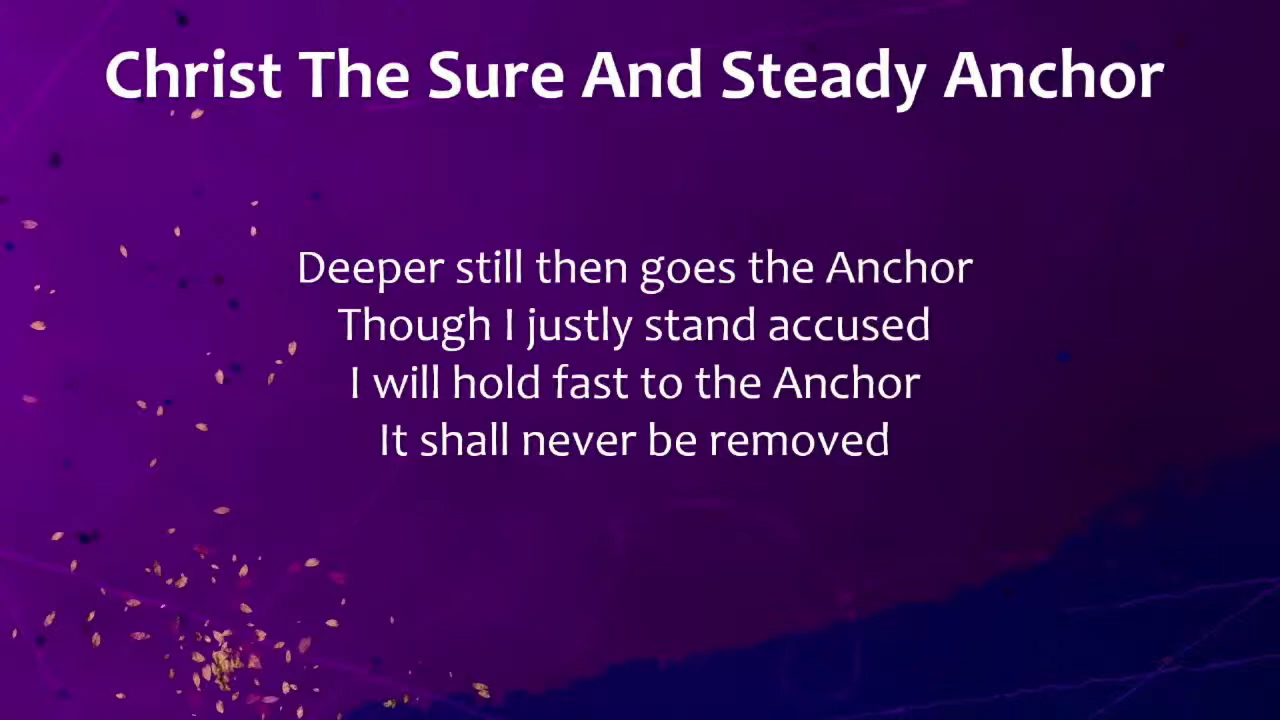 Christ The Sure And Steady Anchor
Deeper still then goes the Anchor
Though I justly stand accused
I will hold fast to the Anchor
It shall never be removed